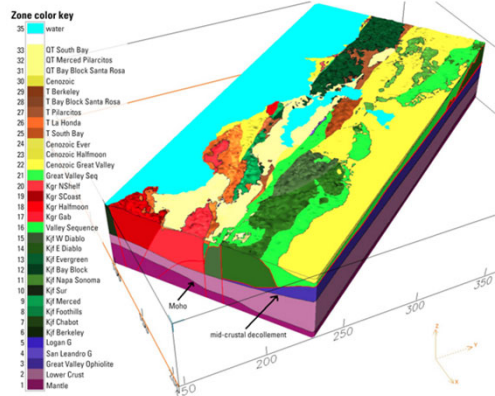 Zone color key
35 water
33 QT South Bay
32 QT Merced Pilarcitos
31 QT Bay Block Santa Rosa
30 Cenozoic
29 T Berkeley
28 T Bay Block Santa Rosa
27 T Pilarcitos
26 T La Honda
25 T South Bay
24 Cenozoic Ever
23 Cenozoic Halfmoon
22 Cenozoic Great Valley
21 Great Valley Seq
20 Kgr NShelf
19 Kgr SCoast
18 Kgr Halfmoon
17 Kgr Gab
16 Valley Sequence
15 Kjf W Diablo
14 Kjf E Diablo
13 Kjf Evergreen
12 Kjf Bay Block
11 Kjf Napa Sonoma
10 Kjf Sur
9 Kjf Merced
8 Kjf Foothills
7 Kjf Chabot
6 Kjf Berkeley
5 Logan G
4 San Leandro G
3 Great Valley Ophiolite
2 Lower Crust
1 Mantle
Moho
mid-crustal decollement
200
250
300
350